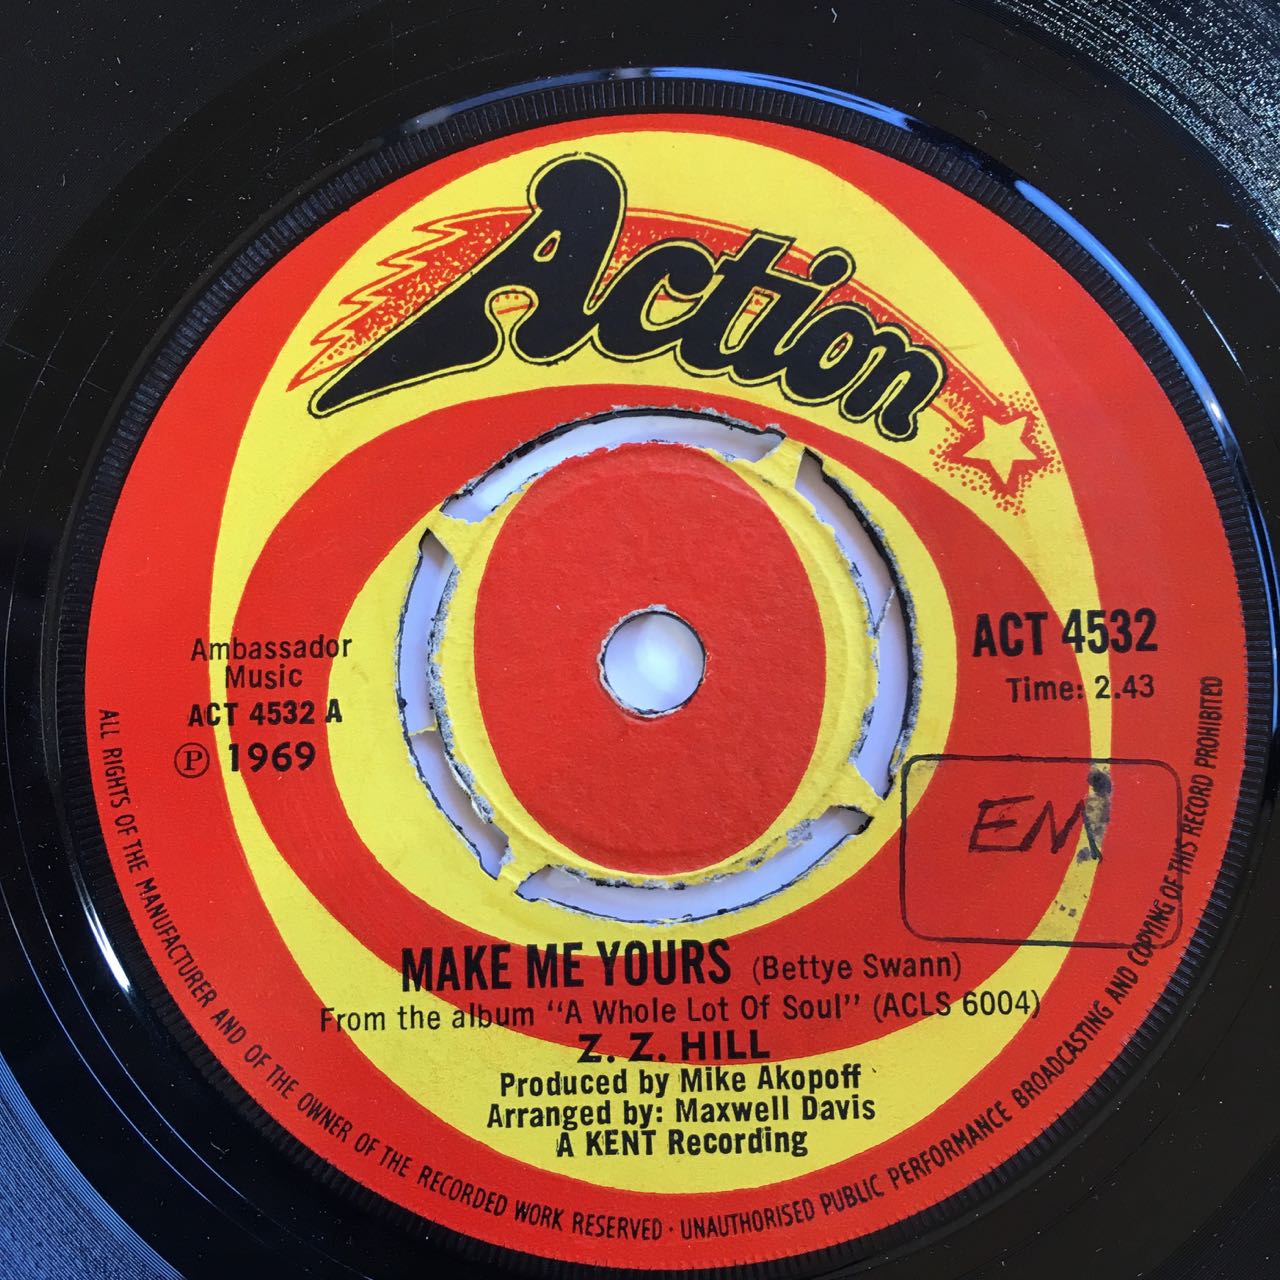 Action
Ambassador
Music
ACT 4532 A
Ⓟ 1969
ACT 4532
Time: 2.43
EMI
MAKE ME YOURS (Bettye Swann)
From the album "A Whole Lot Of Soul" (ACLS 6004)
Z. Z. HILL
Produced by Mike Akopoff
Arranged by: Maxwell Davis
A KENT Recording
ALL RIGHTS OF THE MANUFACTURER AND OF THE OWNER OF THE RECORDED WORK RESERVED · UNAUTHORISED PUBLIC PERFORMANCE BROADCASTING AND COPYING OF THIS RECORD PROHIBITED